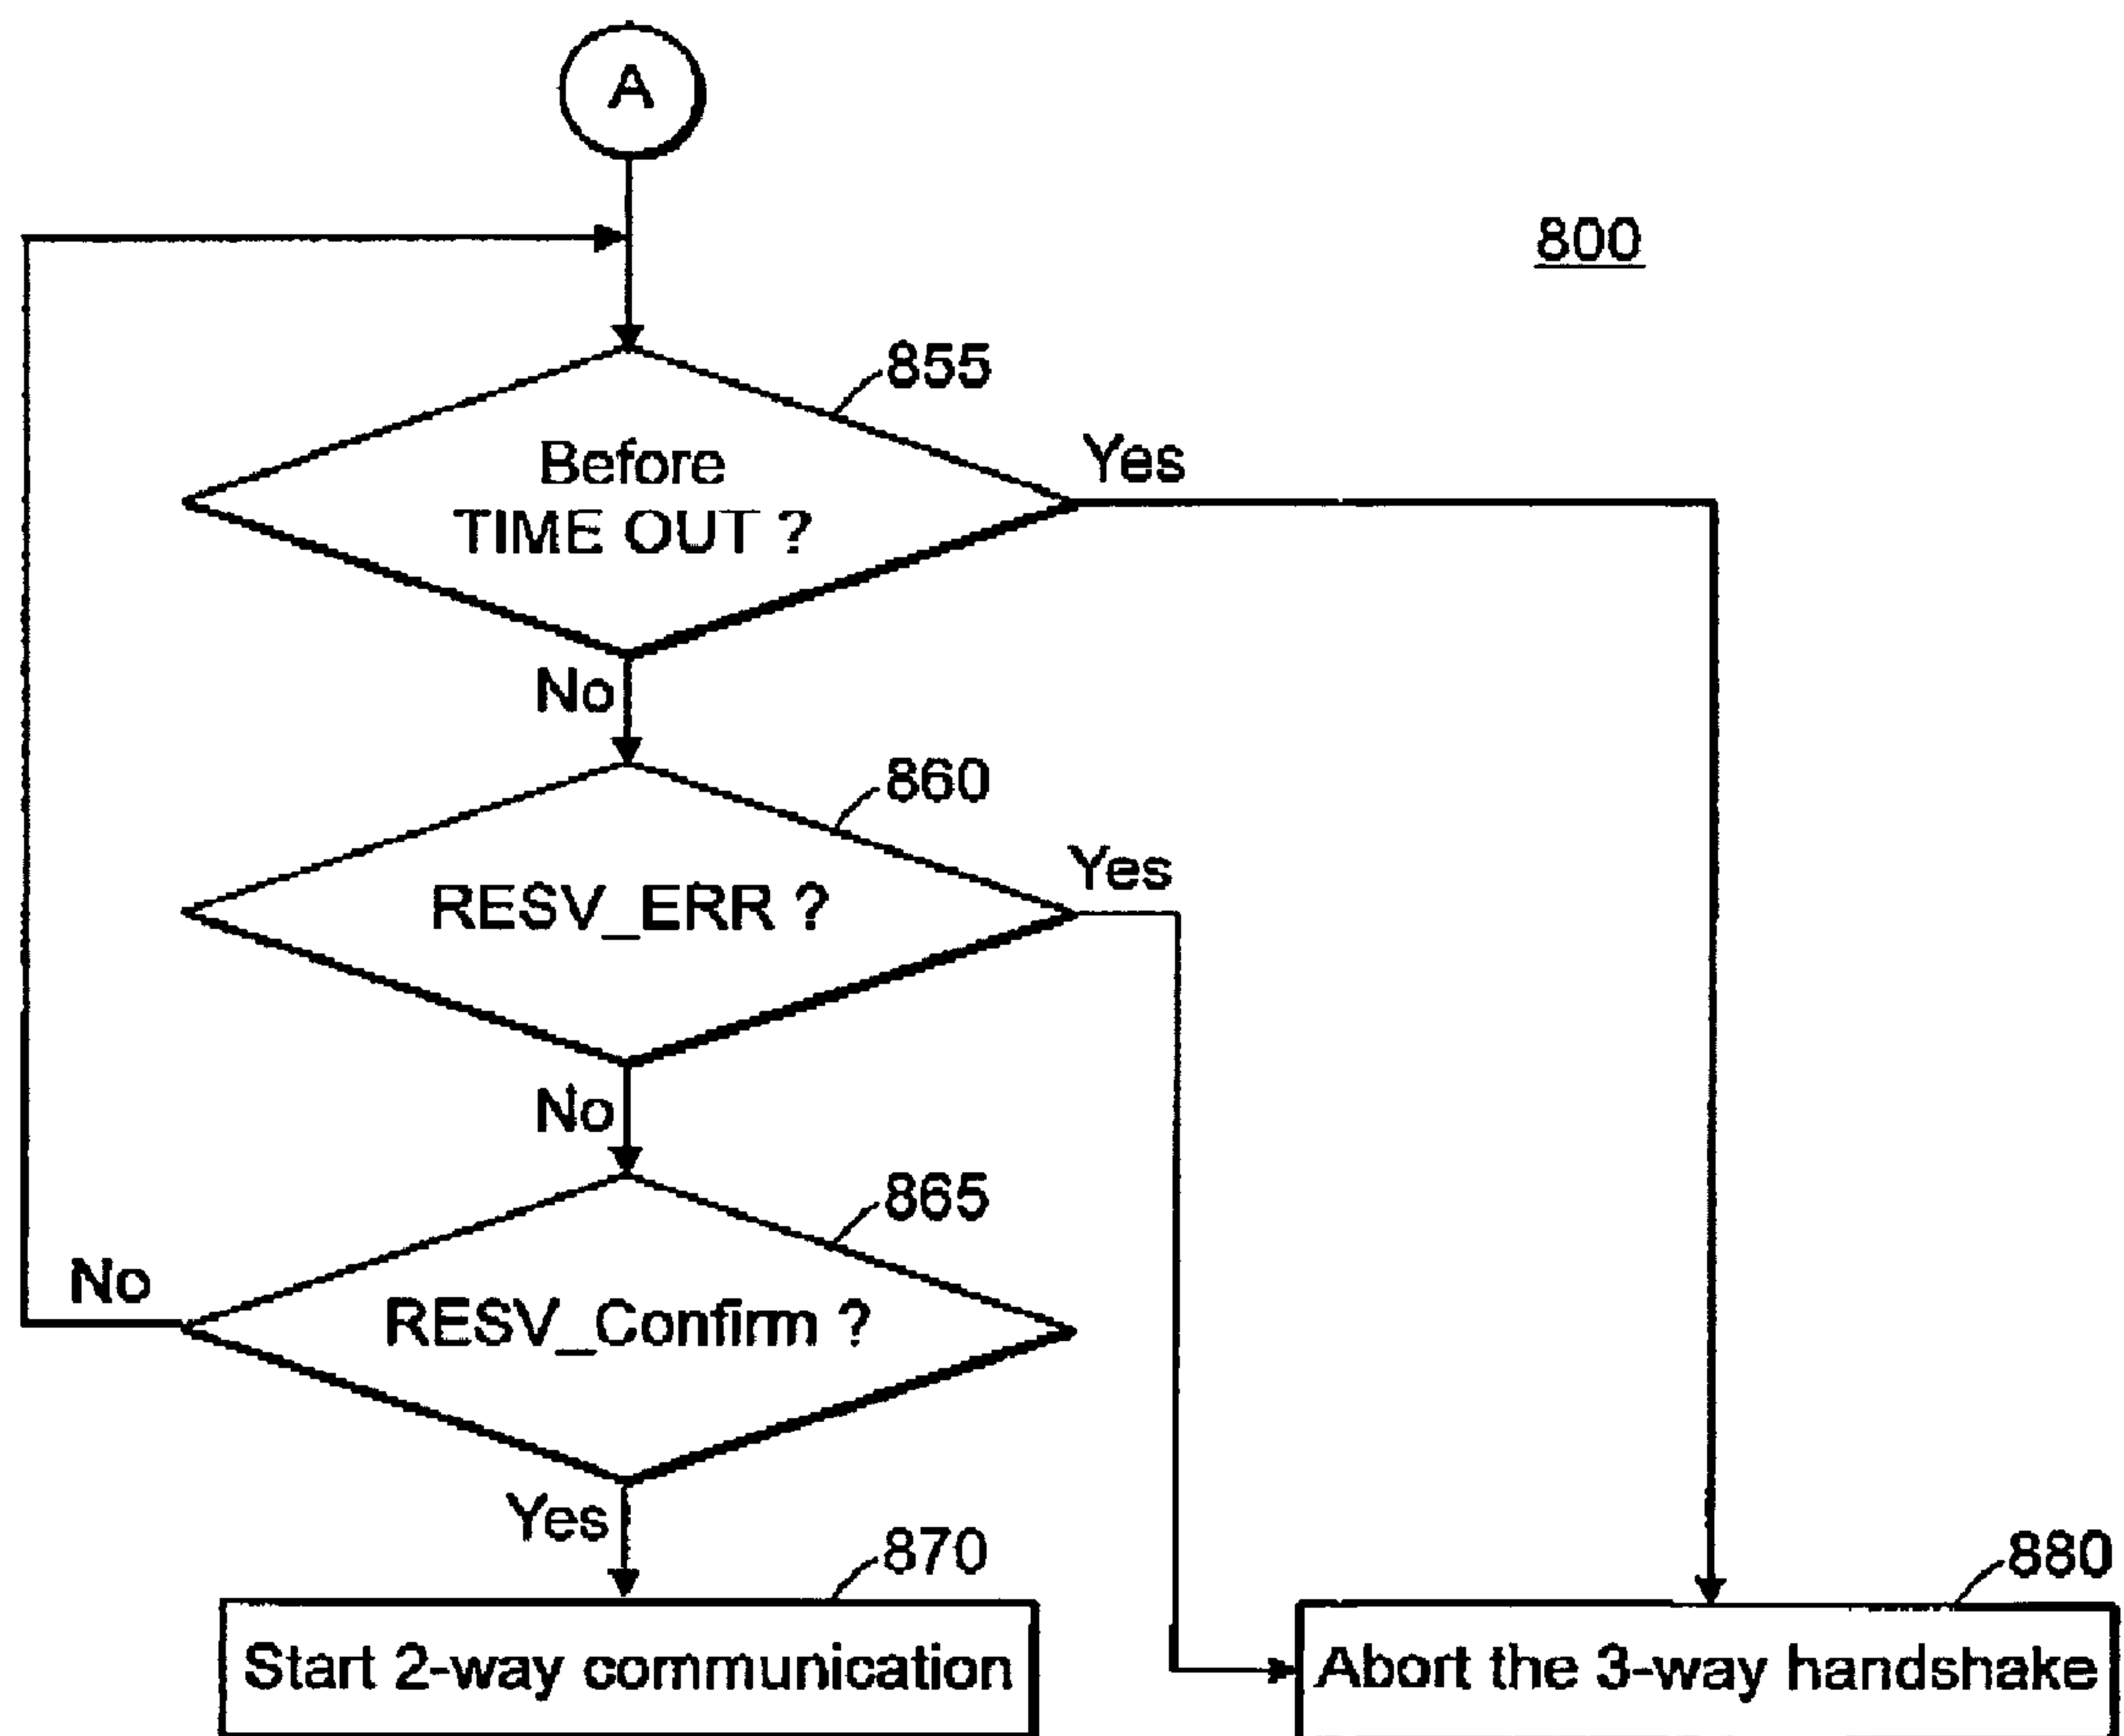 A
800
855
Before
TIME OUT ?
Yes
No
860
RESV_ERR ?
Yes
No
865
RESV_Confirm ?
No
Yes
870
Start 2-way communication
880
Abort the 3-way handshake